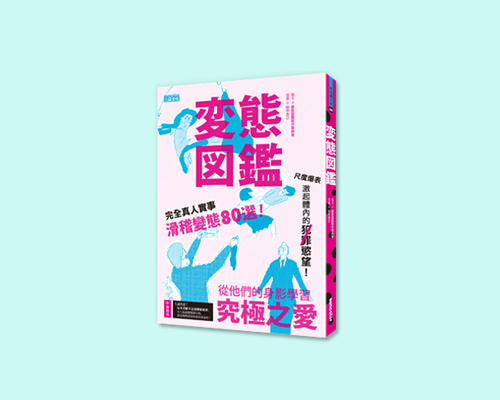 変態
図鑑
完全真人實事
滑稽變態80選！
尺度爆表
激起體內的犯罪慾望！
從他們的身影學習
究極之愛
変態
図鑑